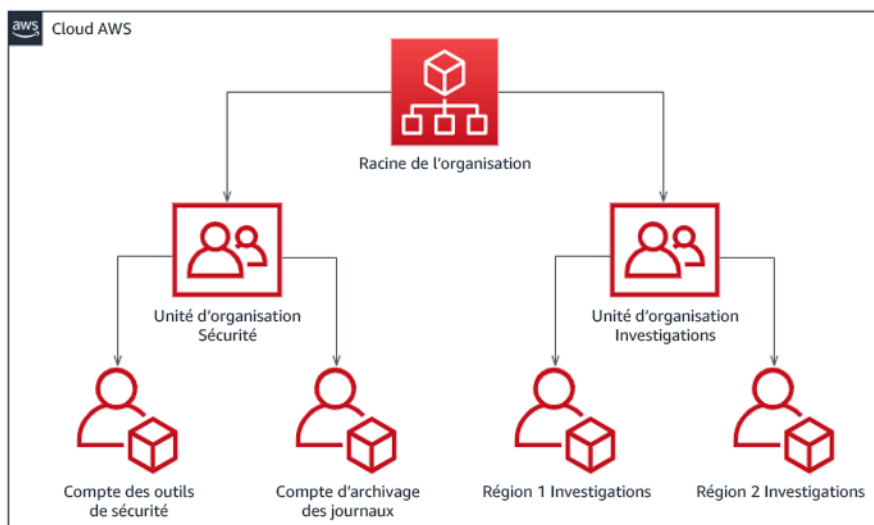 aws
Cloud AWS
Racine de l'organisation
Unité d'organisation
Sécurité
Unité d'organisation
Investigations
Compte des outils
de sécurité
Compte d'archivage
des journaux
Région 1 Investigations
Région 2 Investigations